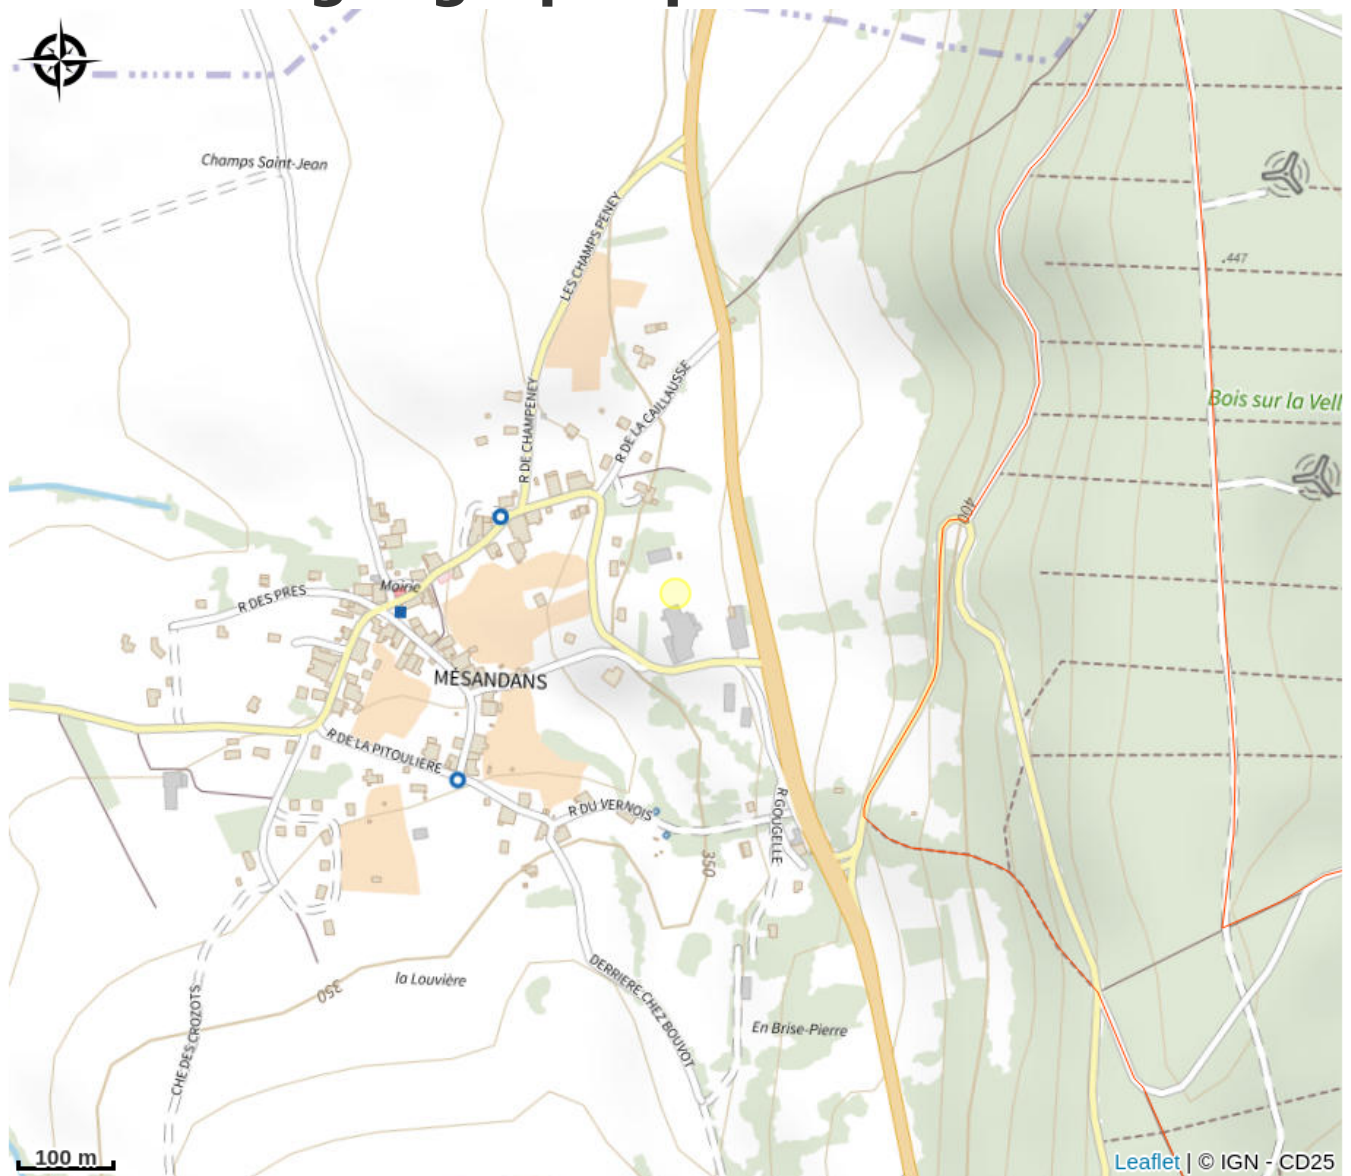 Champs Saint-Jean
LES CHAMPS PENEY
.447
R DE LA CAILLAUSSE
R DE CHAMPENEY
Bois sur la Vell
400
Mairie
R DES PRES
MÉSANDANS
R DE LA PITOULIERE
R DU VERNOIS
R GOUGELLE
350
la Louvière
350
DERRIERE CHEZ BOUVOT
CHE DES CROZOTS
En Brise-Pierre
100 m
Leaflet | © IGN - CD25